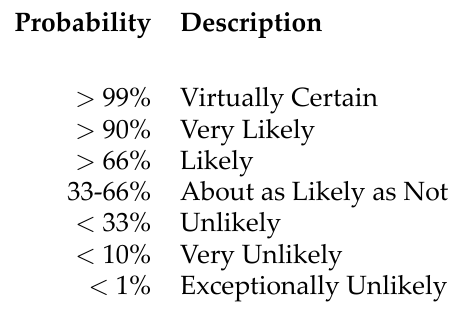 Probability Description
> 99% Virtually Certain
> 90% Very Likely
> 66% Likely
33-66% About as Likely as Not
< 33% Unlikely
< 10% Very Unlikely
< 1% Exceptionally Unlikely